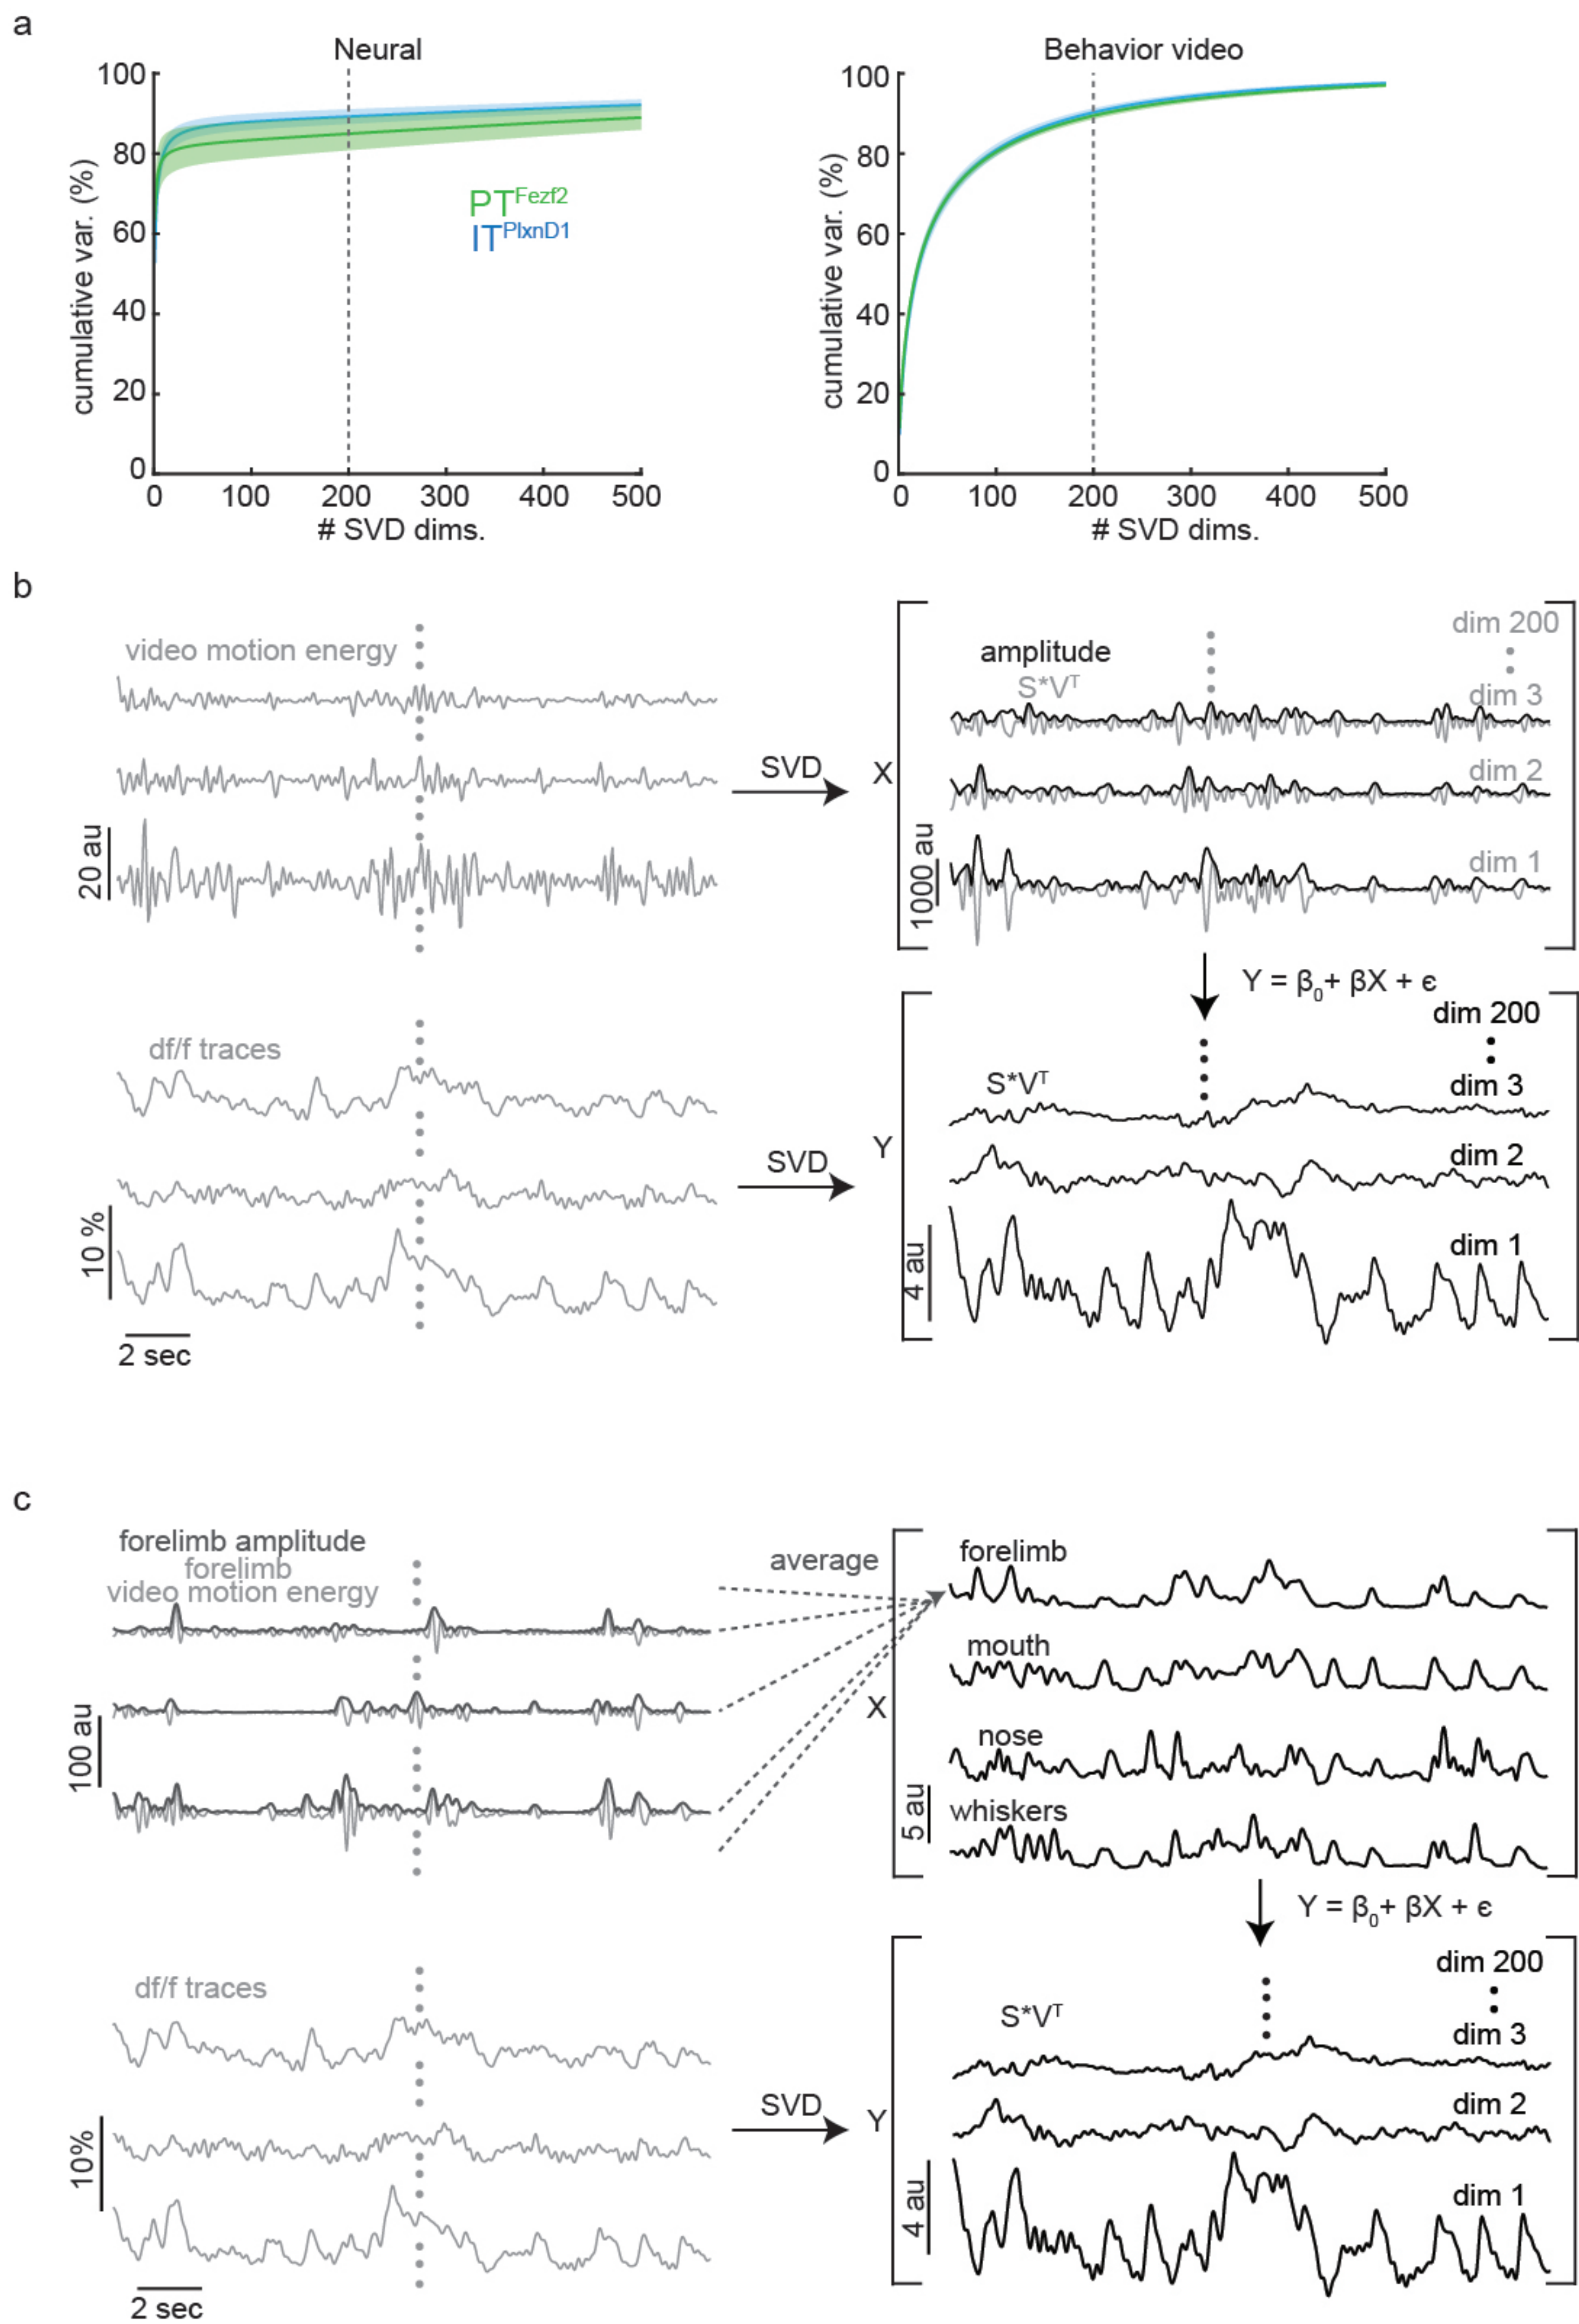 a
Neural
Behavior video
100
80
60
40
20
0
cumulative var. (%)
PT^Fezf2
IT^PlxnD1
0 100 200 300 400 500
# SVD dims.
100
80
60
40
20
0
cumulative var. (%)
0 100 200 300 400 500
# SVD dims.
b
video motion energy
20 au
SVD
X
amplitude
S*V^T
dim 200
dim 3
dim 2
dim 1
1000 au
Y = β₀+ βX + ϵ
df/f traces
10 %
2 sec
SVD
Y
S*V^T
dim 200
dim 3
dim 2
dim 1
4 au
c
forelimb amplitude
forelimb
video motion energy
100 au
average
X
forelimb
mouth
nose
whiskers
5 au
Y = β₀+ βX + ϵ
df/f traces
10%
2 sec
SVD
Y
S*V^T
dim 200
dim 3
dim 2
dim 1
4 au